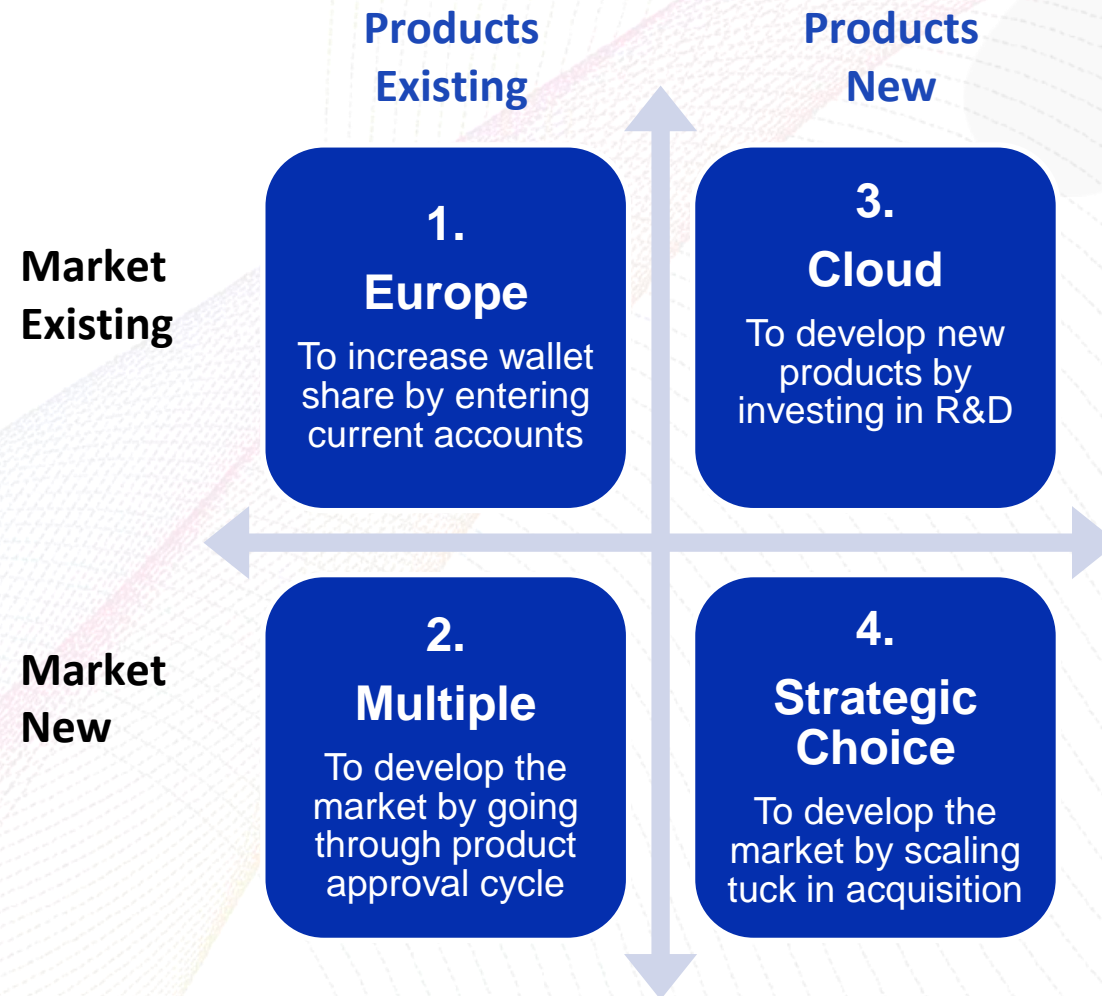 Products
Existing
Products
New
Market
Existing
1.
Europe
To increase wallet
share by entering
current accounts
3.
Cloud
To develop new
products by
investing in R&D
Market
New
2.
Multiple
To develop the
market by going
through product
approval cycle
4.
Strategic
Choice
To develop the
market by scaling
tuck in acquisition